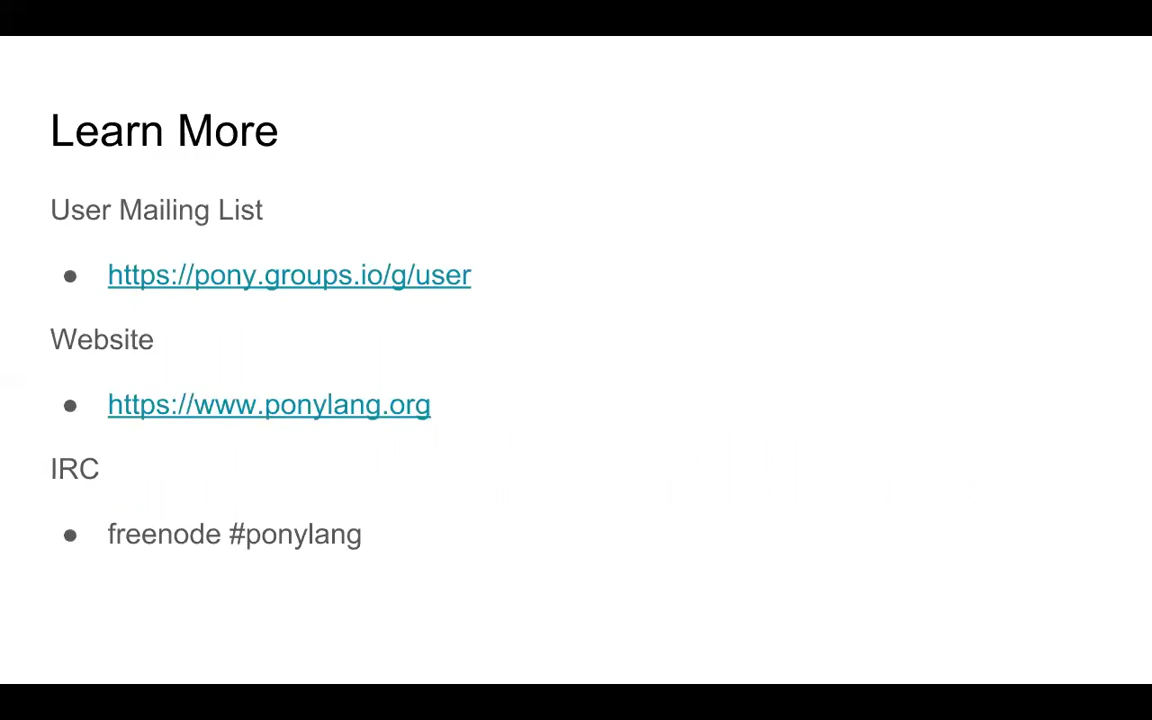 Learn More
User Mailing List
● https://pony.groups.io/g/user
Website
● https://www.ponylang.org
IRC
● freenode #ponylang